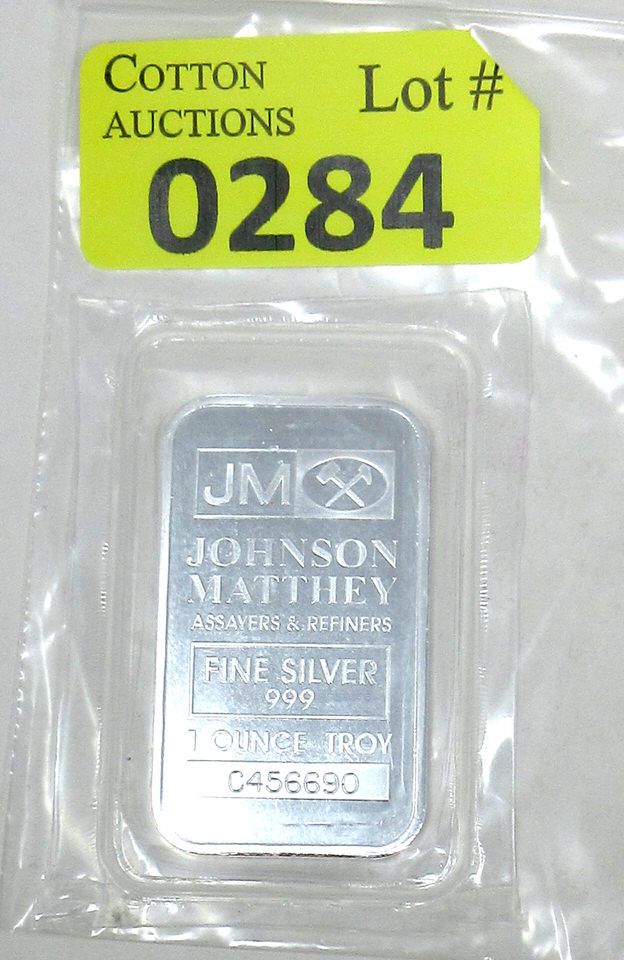 COTTON
AUCTIONS
Lot #
0284
JM
JOHNSON
MATTHEY
ASSAYERS & REFINERS
FINE SILVER
999
1 OUNCE TROY
C456690